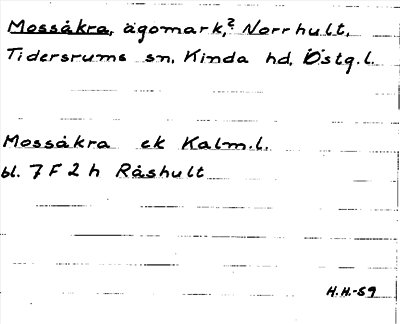 Mossåkra, ägomark,? Norrhult,
Tidersrums sn, Kinda hd, Östg.l.
Mossåkra ek Kalm.l.
bl. 7 F 2 h Råshult
H.H.-59